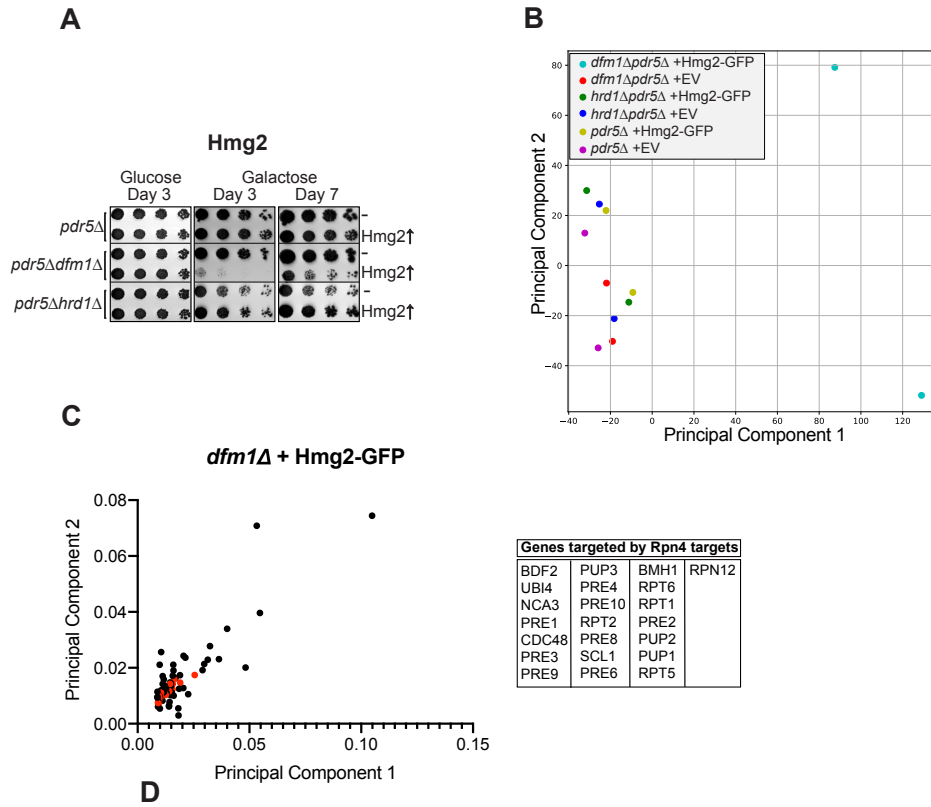 A
Hmg2
Glucose Galactose
Day 3 Day 3 Day 7
pdr5Δ
–
Hmg2↑
pdr5Δdfm1Δ
–
Hmg2↑
pdr5Δhrd1Δ
–
Hmg2↑
B
dfm1Δpdr5Δ +Hmg2-GFP
dfm1Δpdr5Δ +EV
hrd1Δpdr5Δ +Hmg2-GFP
hrd1Δpdr5Δ +EV
pdr5Δ +Hmg2-GFP
pdr5Δ +EV
Principal Component 2
80
60
40
20
0
−20
−40
−40 −20 0 20 40 60 80 100 120
Principal Component 1
C
dfm1Δ + Hmg2-GFP
Principal Component 2
0.08
0.06
0.04
0.02
0.00
0.00 0.05 0.10 0.15
Principal Component 1
Genes targeted by Rpn4 targets
BDF2 PUP3 BMH1 RPN12
UBI4 PRE4 RPT6
NCA3 PRE10 RPT1
PRE1 RPT2 PRE2
CDC48 PRE8 PUP2
PRE3 SCL1 PUP1
PRE9 PRE6 RPT5
D